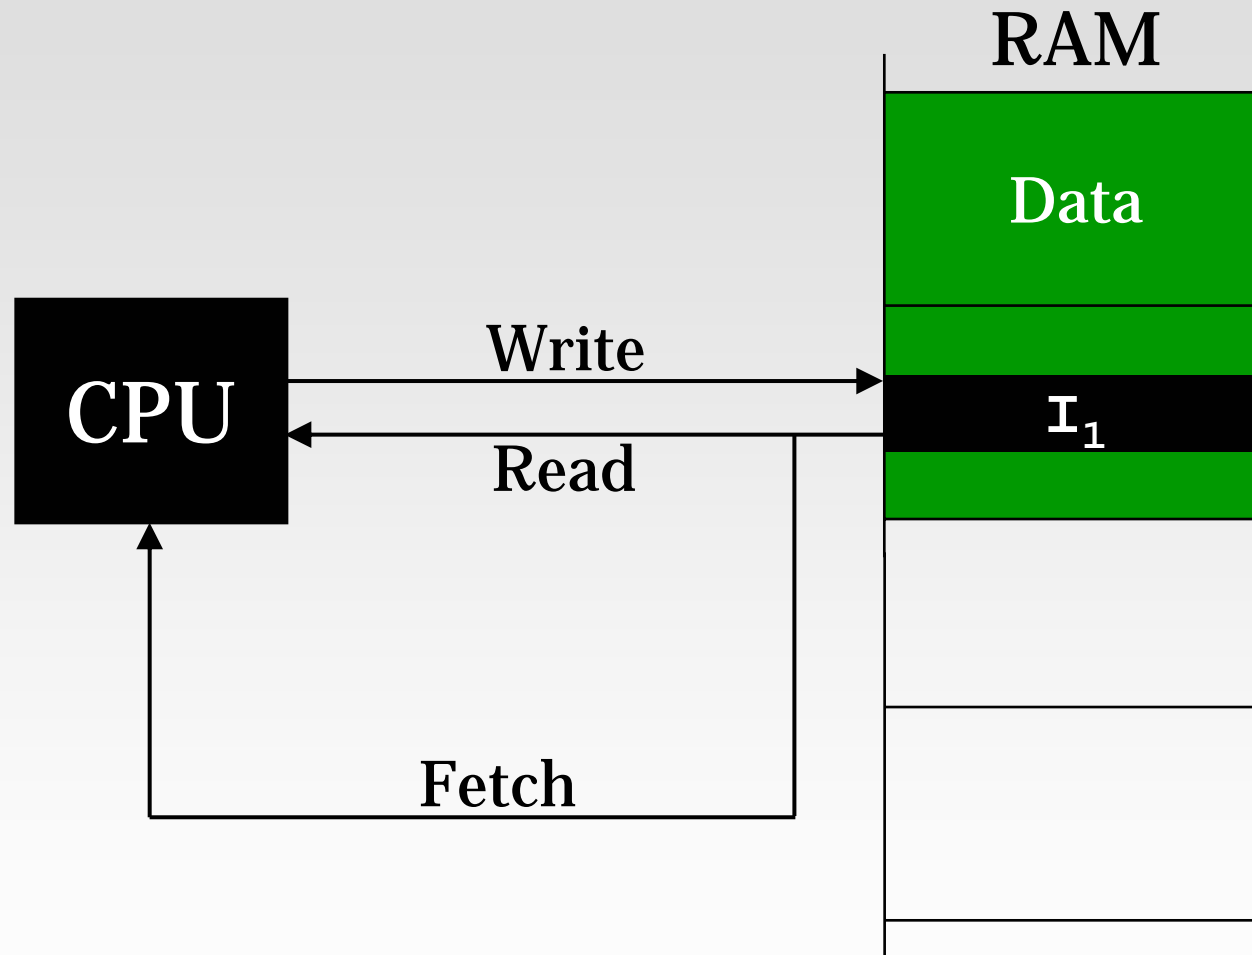 RAM
Data
Write
CPU
I₁
Read
Fetch